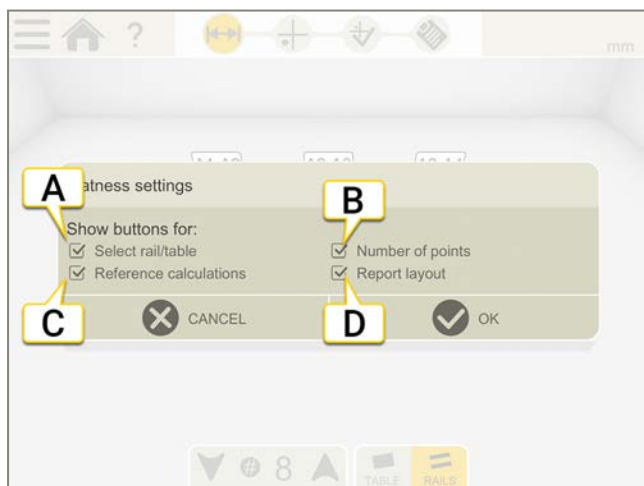 ?
mm
A
atness settings
B
Show buttons for:
Select rail/table
Number of points
Reference calculations
Report layout
C
CANCEL
D
OK
# 8
TABLE
RAILS